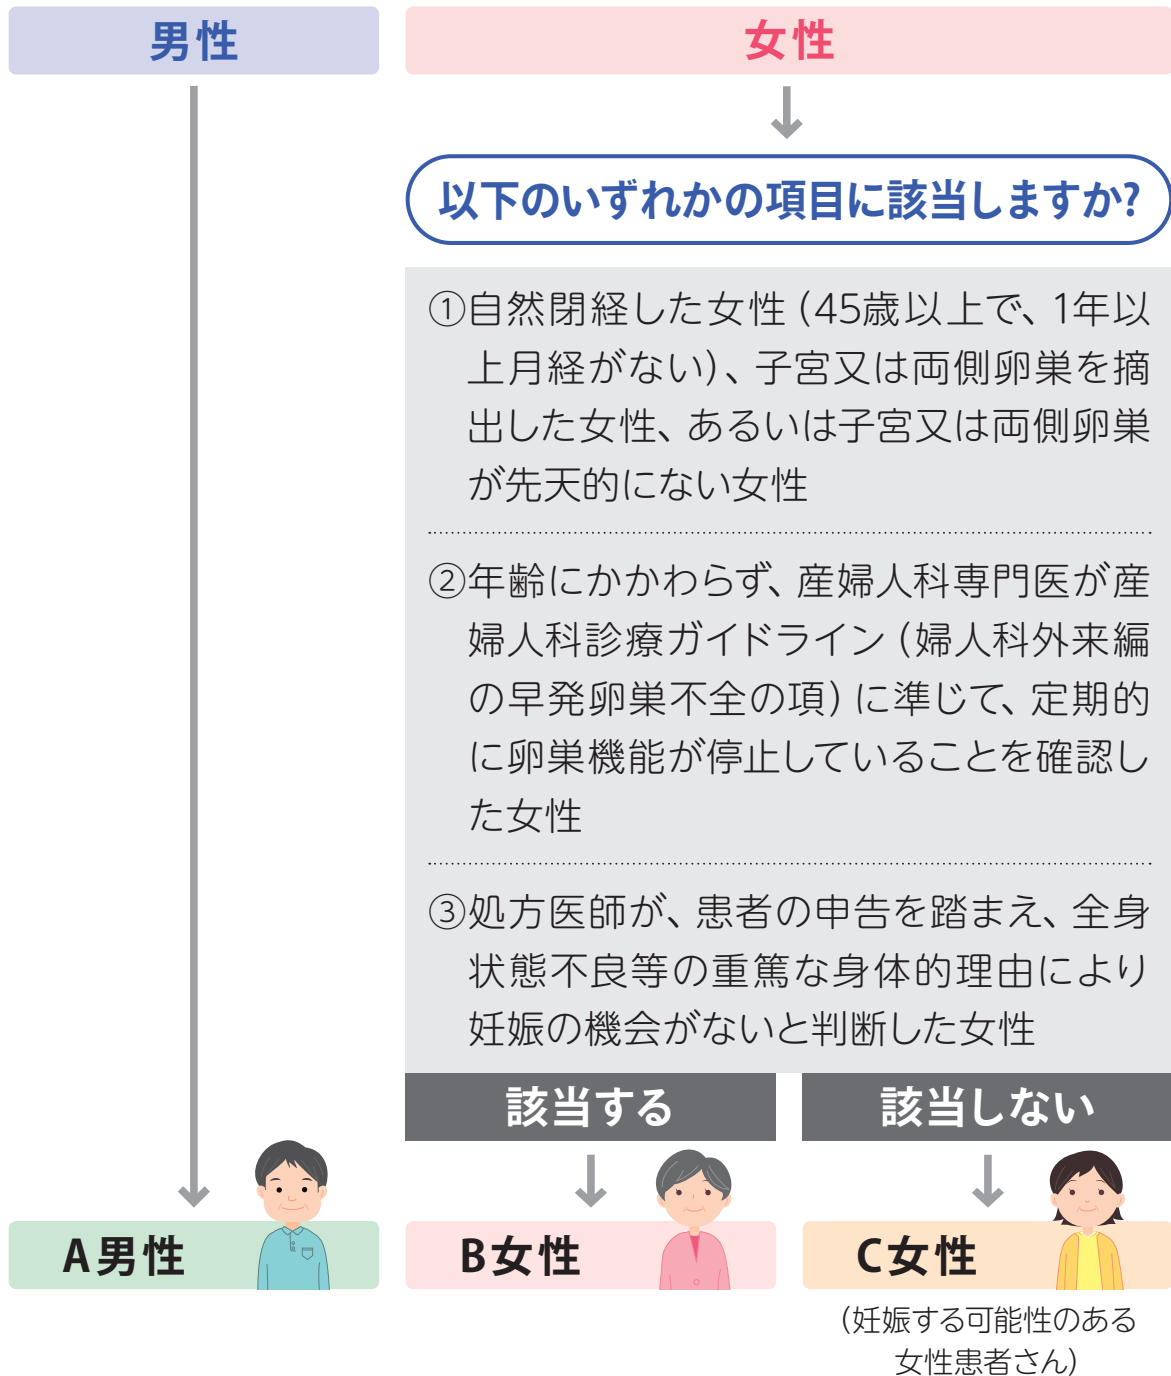 男性
女性
以下のいずれかの項目に該当しますか?
①自然閉経した女性（45歳以上で、1年以
上月経がない）、子宮又は両側卵巣を摘
出した女性、あるいは子宮又は両側卵巣
が先天的にない女性
②年齢にかかわらず、産婦人科専門医が産
婦人科診療ガイドライン（婦人科外来編
の早発卵巣不全の項）に準じて、定期的
に卵巣機能が停止していることを確認し
た女性
③処方医師が、患者の申告を踏まえ、全身
状態不良等の重篤な身体的理由により
妊娠の機会がないと判断した女性
該当する
該当しない
A男性
B女性
C女性
（妊娠する可能性のある
女性患者さん）